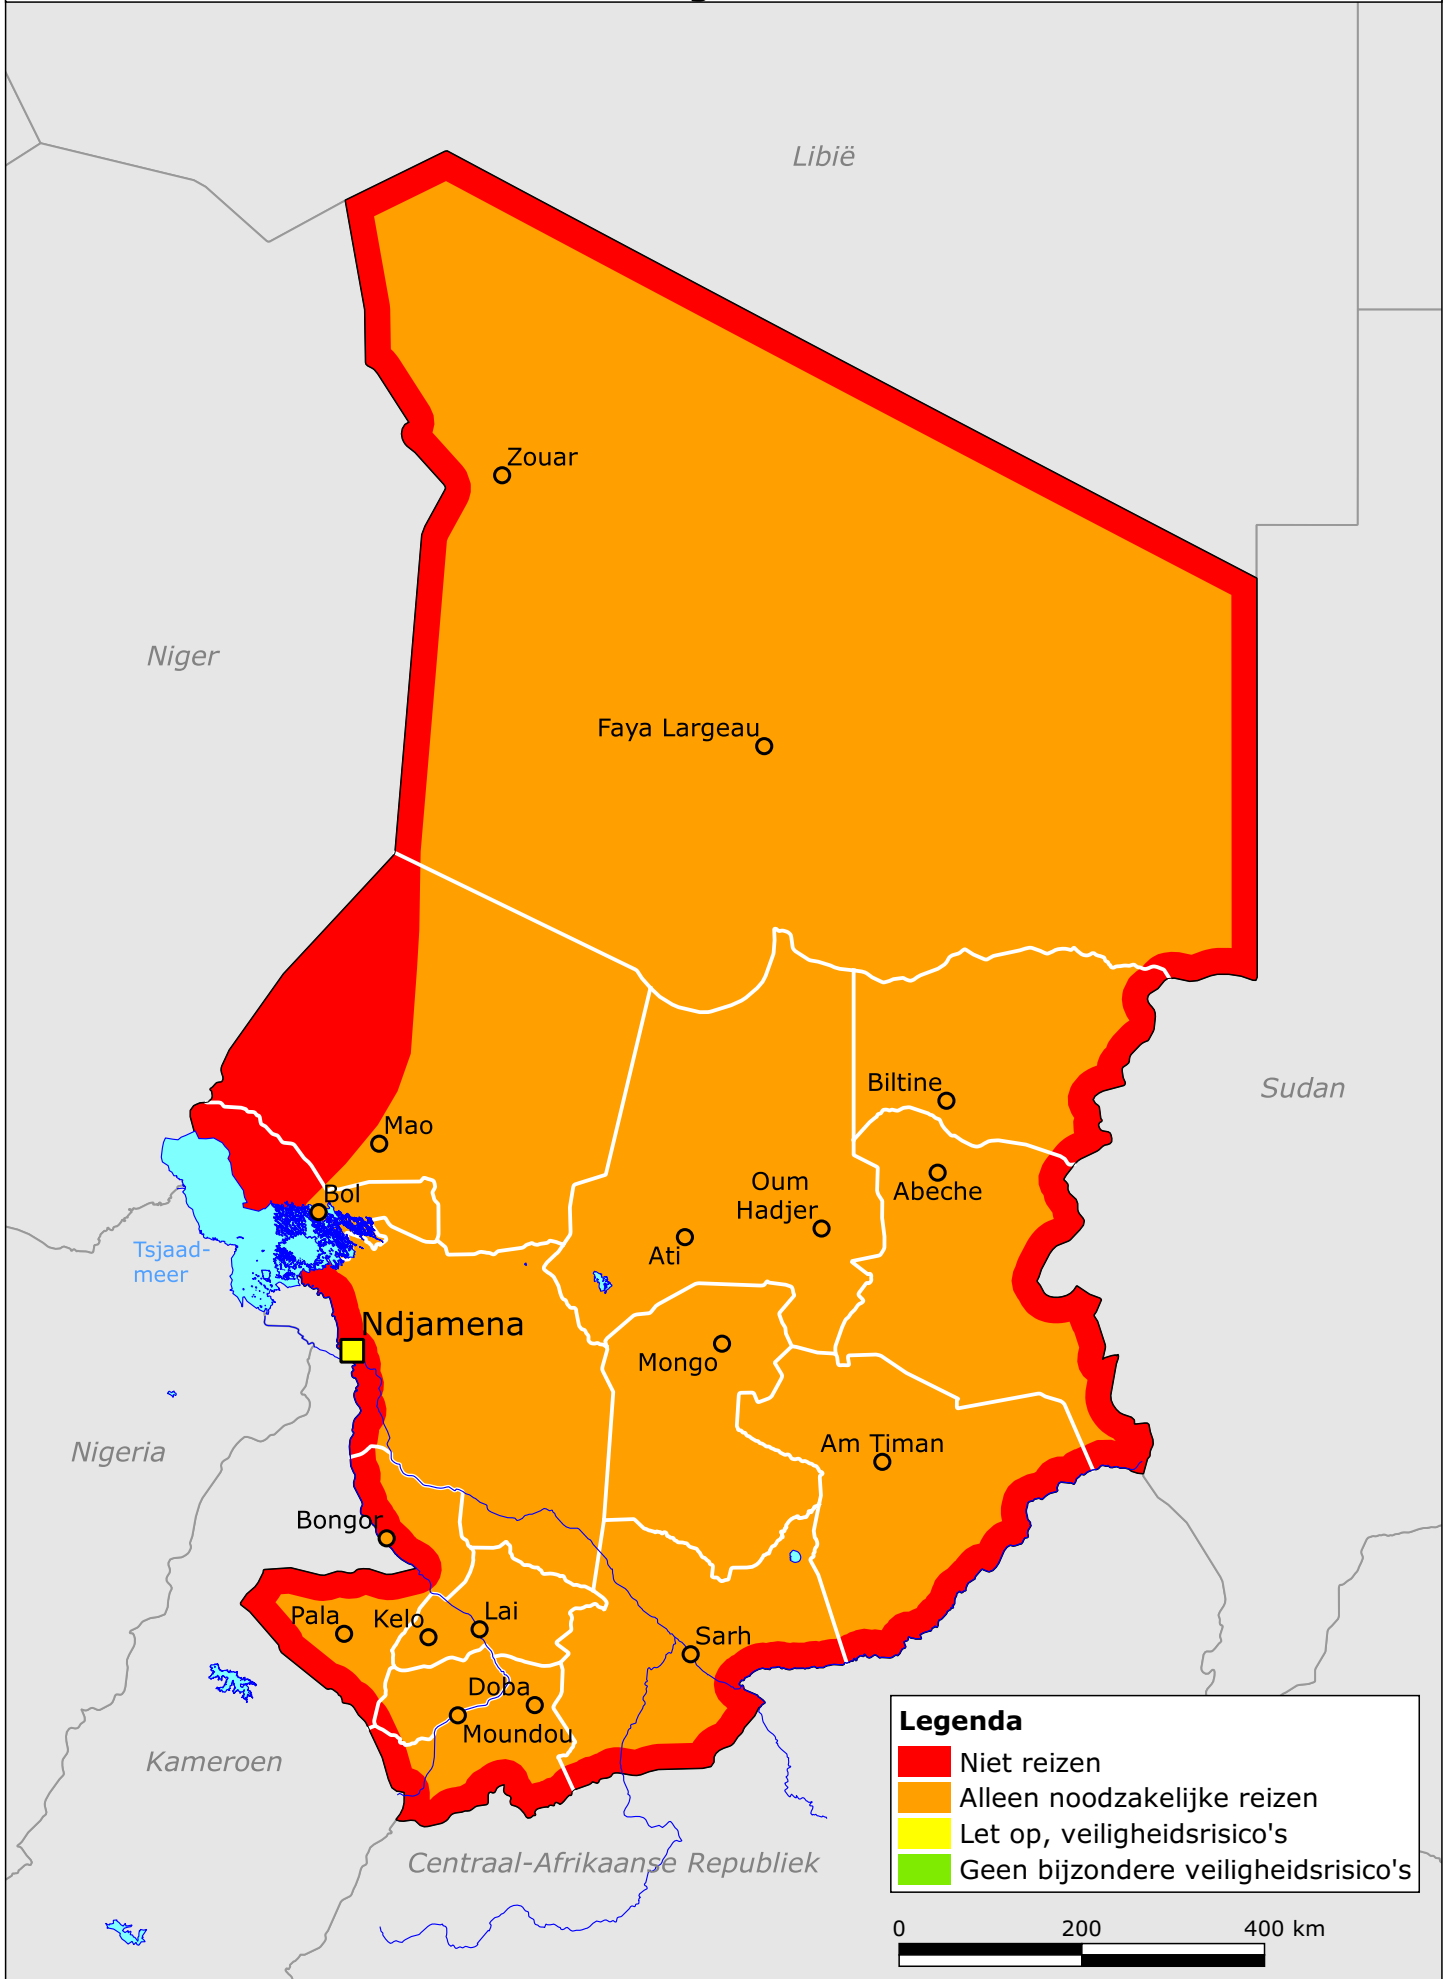 Libië
Zouar
Niger
Faya Largeau
Biltine
Sudan
Mao
Oum
Hadjer
Abeche
Bol
Ati
Tsjaad-
meer
Ndjamena
Mongo
Nigeria
Am Timan
Bongor
Pala
Kelo
Lai
Sarh
Doba
Moundou
Kameroen
Centraal-Afrikaanse Republiek
Legenda
Niet reizen
Alleen noodzakelijke reizen
Let op, veiligheidsrisico's
Geen bijzondere veiligheidsrisico's
0 200 400 km